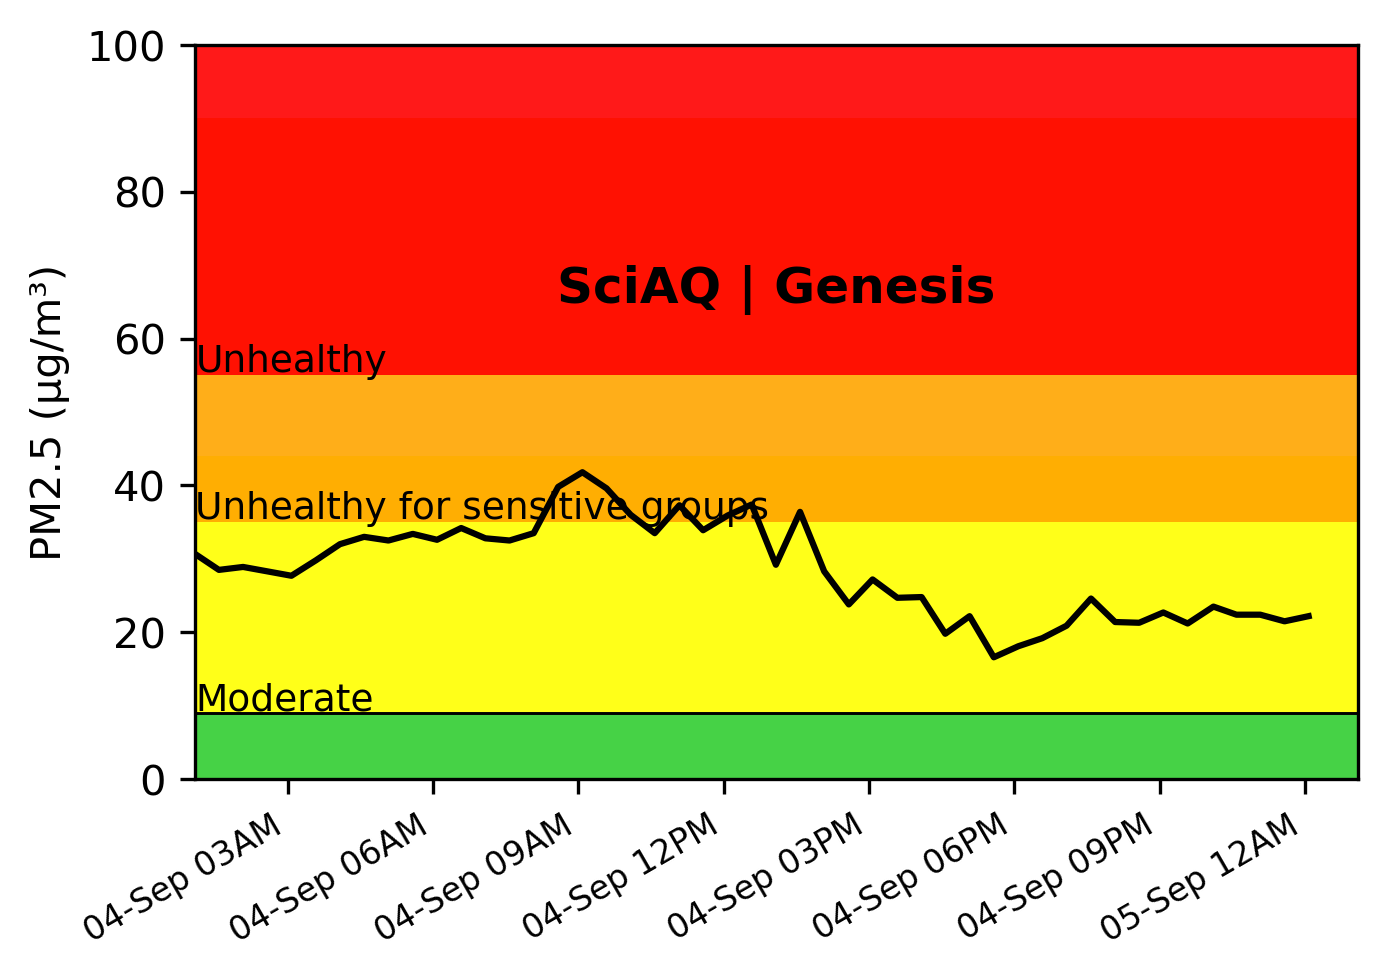 100
80
60
40
20
0
PM2.5 (µg/m³)
SciAQ | Genesis
Unhealthy
Unhealthy for sensitive groups
Moderate
04-Sep 03AM
04-Sep 06AM
04-Sep 09AM
04-Sep 12PM
04-Sep 03PM
04-Sep 06PM
04-Sep 09PM
05-Sep 12AM